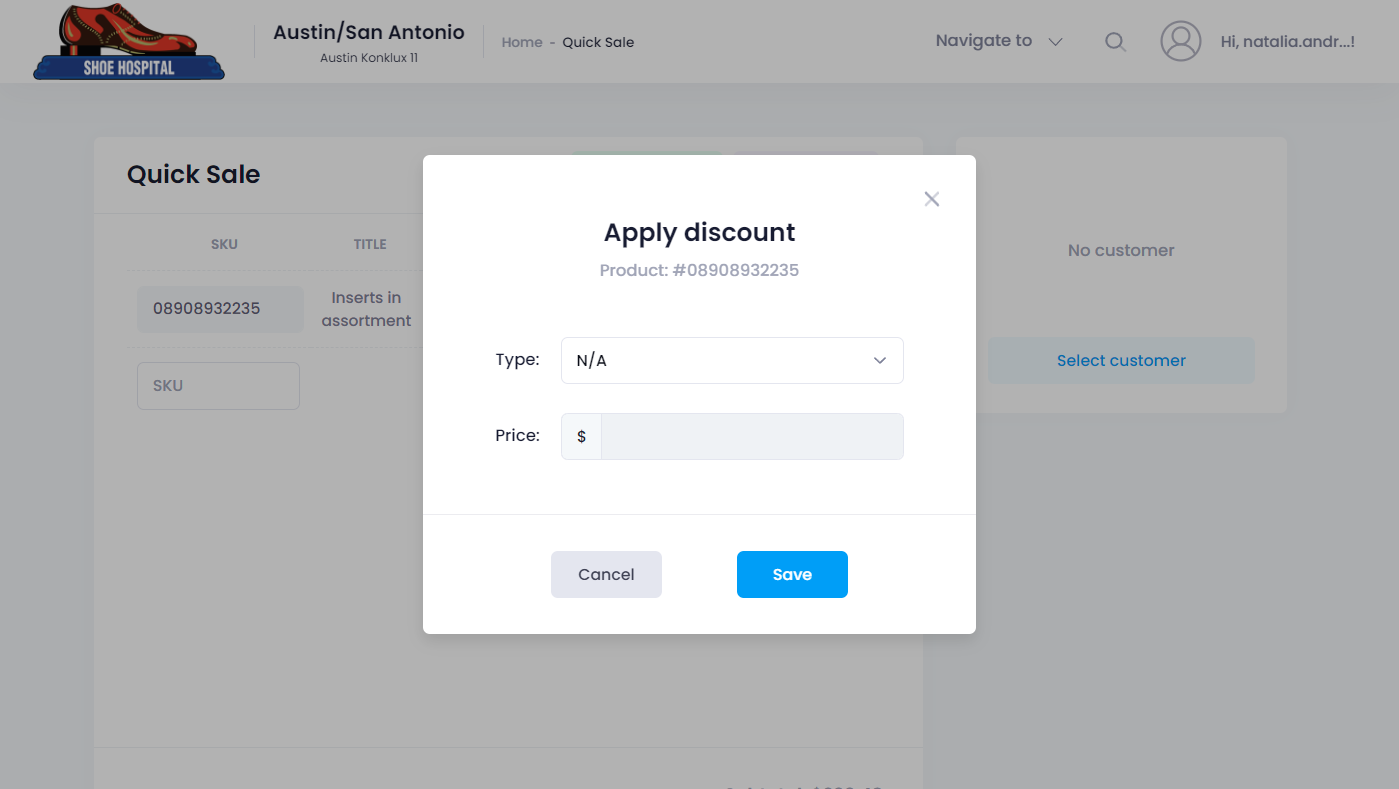 SHOE HOSPITAL
Austin/San Antonio
Austin Konklux 11
Home - Quick Sale
Navigate to
Hi, natalia.andr...!
Quick Sale
SKU TITLE
08908932235
Inserts in
assortment
SKU
Apply discount
Product: #08908932235
Type: N/A
Price: $
Cancel
Save
No customer
Select customer